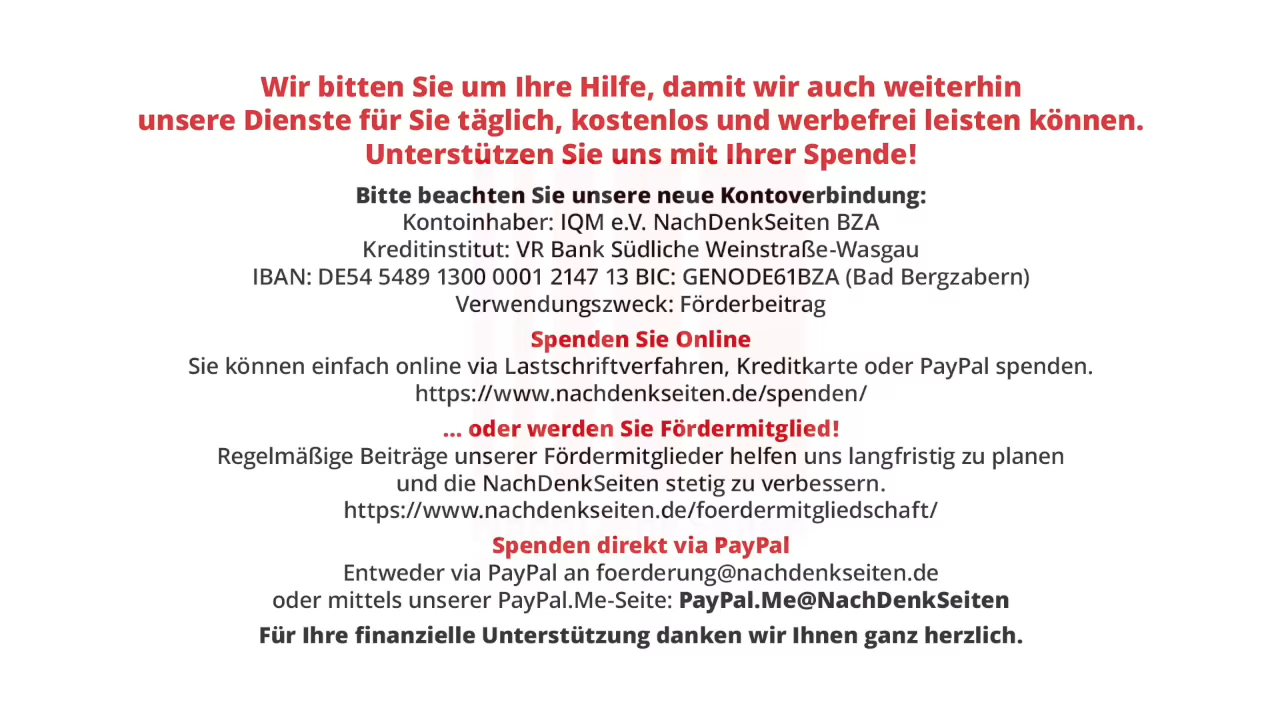 Wir bitten Sie um Ihre Hilfe, damit wir auch weiterhin
unsere Dienste für Sie täglich, kostenlos und werbefrei leisten können.
Unterstützen Sie uns mit Ihrer Spende!
Bitte beachten Sie unsere neue Kontoverbindung:
Kontoinhaber: IQM e.V. NachDenkSeiten BZA
Kreditinstitut: VR Bank Südliche Weinstraße-Wasgau
IBAN: DE54 5489 1300 0001 2147 13 BIC: GENODE61BZA (Bad Bergzabern)
Verwendungszweck: Förderbeitrag
Spenden Sie Online
Sie können einfach online via Lastschriftverfahren, Kreditkarte oder PayPal spenden.
https://www.nachdenkseiten.de/spenden/
... oder werden Sie Fördermitglied!
Regelmäßige Beiträge unserer Fördermitglieder helfen uns langfristig zu planen
und die NachDenkSeiten stetig zu verbessern.
https://www.nachdenkseiten.de/foerdermitgliedschaft/
Spenden direkt via PayPal
Entweder via PayPal an foerderung@nachdenkseiten.de
oder mittels unserer PayPal.Me-Seite: PayPal.Me@NachDenkSeiten
Für Ihre finanzielle Unterstützung danken wir Ihnen ganz herzlich.